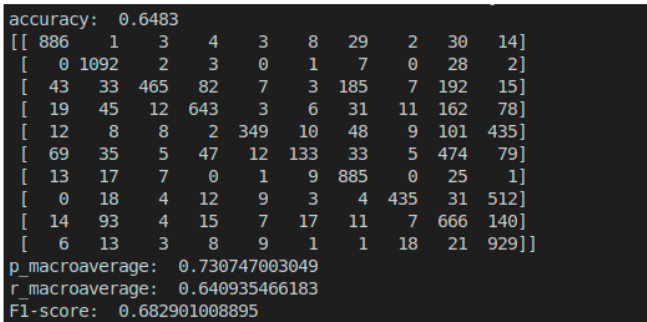 accuracy:  0.6483
[[ 886    1    3    4    3    8   29    2   30   14]
 [   0 1092    2    3    0    1    7    0   28    2]
 [  43   33  465   82    7    3  185    7  192   15]
 [  19   45   12  643    3    6   31   11  162   78]
 [  12    8    8    2  349   10   48    9  101  435]
 [  69   35    5   47   12  133   33    5  474   79]
 [  13   17    7    0    1    9  885    0   25    1]
 [   0   18    4   12    9    3    4  435   31  512]
 [  14   93    4   15    7   17   11    7  666  140]
 [   6   13    3    8    9    1    1   18   21  929]]
p_macroaverage:  0.730747003049
r_macroaverage:  0.640935466183
F1-score:  0.682901008895